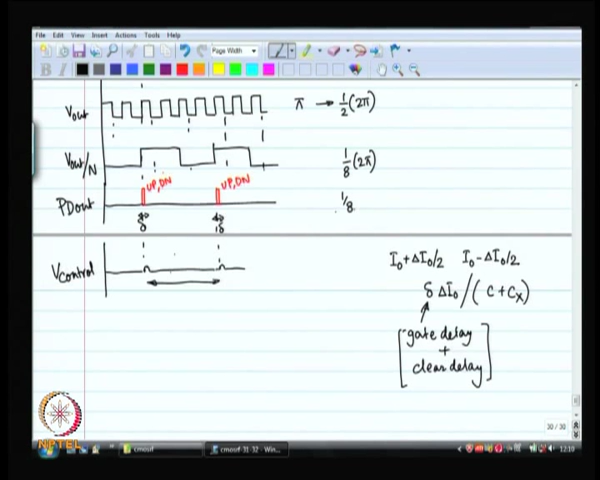 File Edit View Insert Actions Tools Help
Page Width
B I
Vout π → 1/2 (2π)
Vout/N 1/8 (2π)
UP, DN UP, DN
PDout 1/8
δ δ
Vcontrol
I₀+ΔI₀/2 I₀-ΔI₀/2
δ ΔI₀ / (C+Cx)
gate delay
+
clear delay
30 / 30
NPTEL
cmosrf
cmosrf-31-32 - Win...
12:10